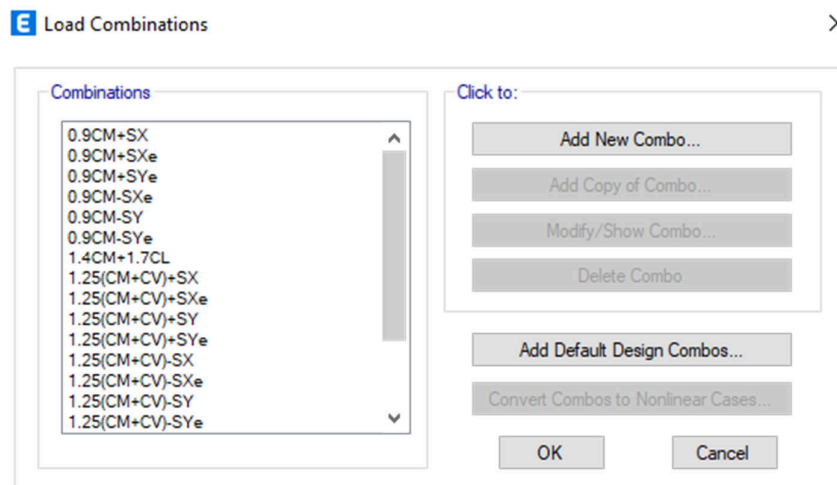 E Load Combinations
Combinations
0.9CM+SX
0.9CM+SXe
0.9CM+SYe
0.9CM-SXe
0.9CM-SY
0.9CM-SYe
1.4CM+1.7CL
1.25(CM+CV)+SX
1.25(CM+CV)+SXe
1.25(CM+CV)+SY
1.25(CM+CV)+SYe
1.25(CM+CV)-SX
1.25(CM+CV)-SXe
1.25(CM+CV)-SY
1.25(CM+CV)-SYe
Click to:
Add New Combo...
Add Copy of Combo...
Modify/Show Combo...
Delete Combo
Add Default Design Combos...
Convert Combos to Nonlinear Cases...
OK
Cancel